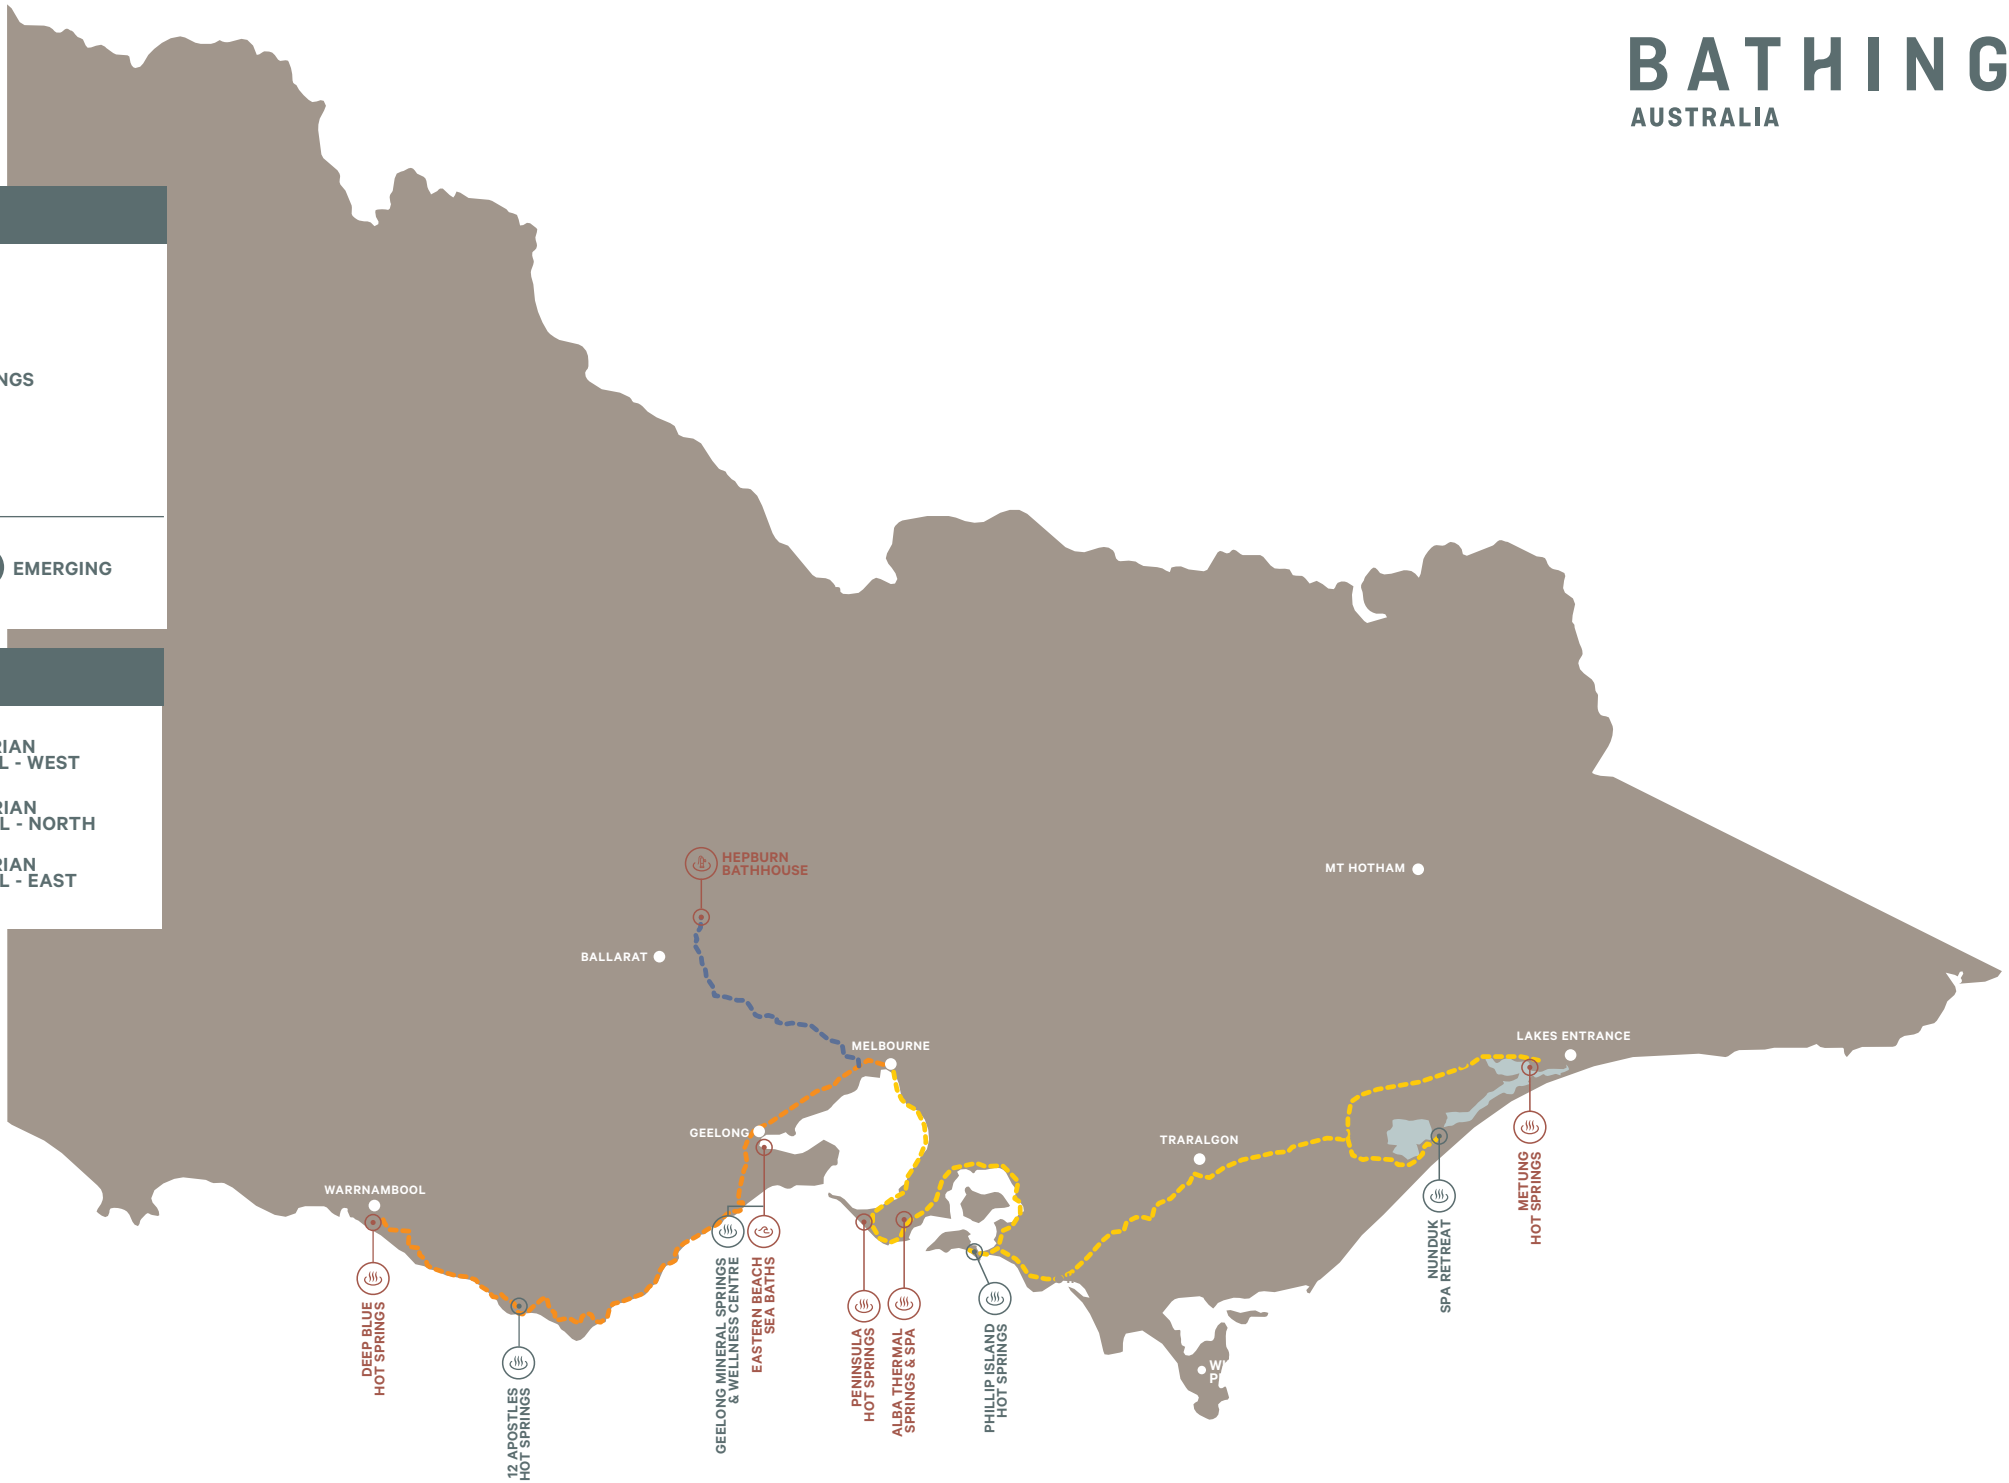 BATHING
AUSTRALIA
NGS
EMERGING
RIAN
L - WEST
RIAN
L - NORTH
RIAN
L - EAST
HEPBURN
BATHHOUSE
MT HOTHAM
BALLARAT
MELBOURNE
LAKES ENTRANCE
GEELONG
TRARALGON
WARRNAMBOOL
DEEP BLUE
HOT SPRINGS
12 APOSTLES
HOT SPRINGS
GEELONG MINERAL SPRINGS
& WELLNESS CENTRE
EASTERN BEACH
SEA BATHS
PENINSULA
HOT SPRINGS
ALBA THERMAL
SPRINGS & SPA
PHILLIP ISLAND
HOT SPRINGS
NUNDUK
SPA RETREAT
METUNG
HOT SPRINGS